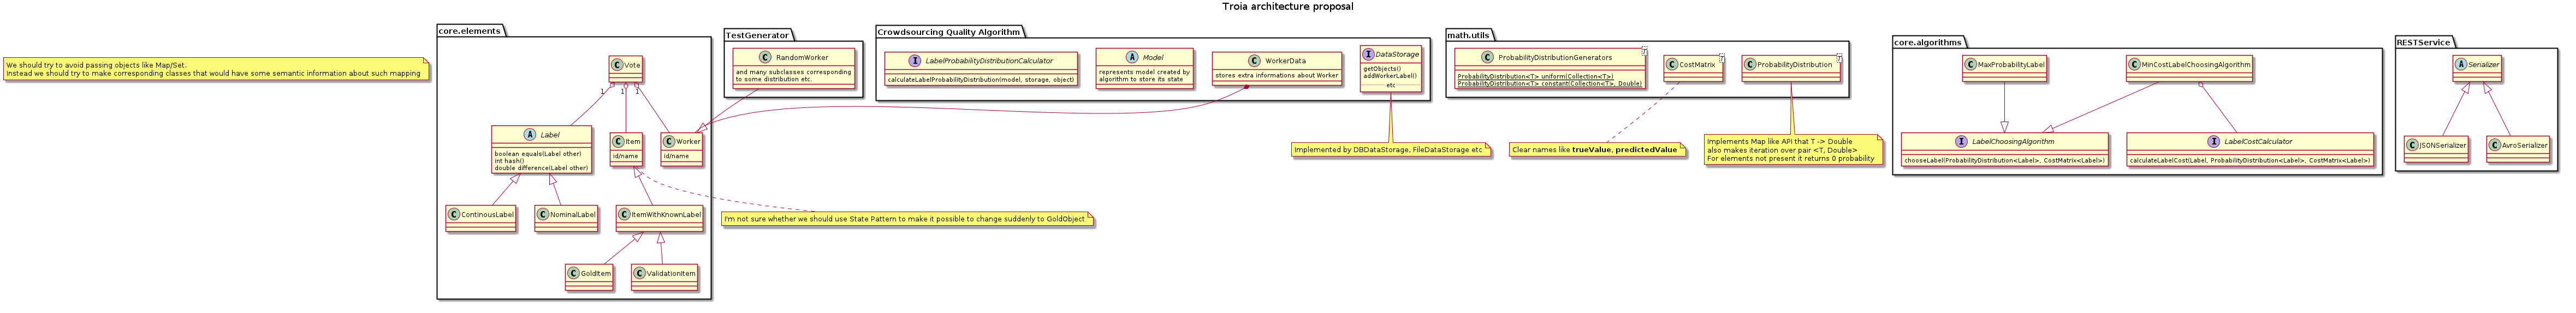 Troia architecture proposal
We should try to avoid passing objects like Map/Set.
Instead we should try to make corresponding classes that would have some semantic information about such mapping
core.elements
C Vote
1
1
1
A Label
boolean equals(Label other)
int hash()
double difference(Label other)
C Item
id/name
C Worker
id/name
C ContinousLabel
C NominalLabel
C ItemWithKnownLabel
C GoldItem
C ValidationItem
TestGenerator
C RandomWorker
and many subclasses corresponding
to some distribution etc
I'm not sure whether we should use State Pattern to make it possible to change suddenly to GoldObject
Crowdsourcing Quality Algorithm
I LabelProbabilityDistributionCalculator
calculateLabelProbabilityDistribution(model, storage, object)
A Model
represents model created by
algorithm to store its state
C WorkerData
stores extra informations about Worker
I DataStorage
getObjects()
addWorkerLabel()
etc
Implemented by DBDataStorage, FileDataStorage etc
math.utils
C ProbabilityDistributionGenerators
T
ProbabilityDistribution<T> uniform(Collection<T>)
ProbabilityDistribution<T> constant(Collection<T>, Double)
C CostMatrix
T
C ProbabilityDistribution
T
Clear names like trueValue, predictedValue
Implements Map like API that T -> Double
also makes iteration over pair <T, Double>
For elements not present it returns 0 probability
core.algorithms
C MaxProbabilityLabel
C MinCostLabelChoosingAlgorithm
I LabelChoosingAlgorithm
chooseLabel(ProbabilityDistribution<Label>, CostMatrix<Label>)
I LabelCostCalculator
calculateLabelCost(Label, ProbabilityDistribution<Label>, CostMatrix<Label>)
RESTService
A Serializer
C JSONSerializer
C AvroSerialzer